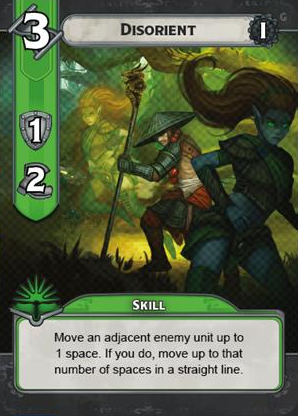 3
DISORIENT
I
G
1
2
SKILL
Move an adjacent enemy unit up to
1 space. If you do, move up to that
number of spaces in a straight line.